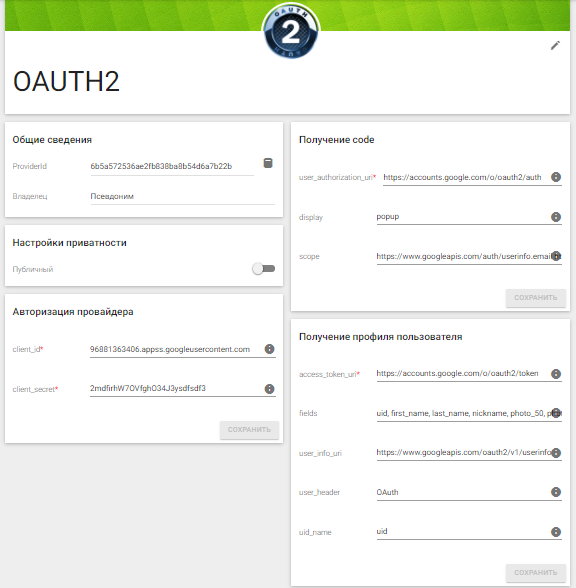 OAUTH
2
OAUTH2
Общие сведения
ProviderId 6b5a572536ae2fb838ba8b54d6a7b22b
Владелец Псевдоним
Настройки приватности
Публичный
Авторизация провайдера
client_id* 96881363406.appss.googleusercontent.com
client_secret* 2mdfirhW7OVfghO34J3ysdfsdf3
СОХРАНИТЬ
Получение code
user_authorization_uri* https://accounts.google.com/o/oauth2/auth
display popup
scope https://www.googleapis.com/auth/userinfo.email
СОХРАНИТЬ
Получение профиля пользователя
access_token_uri* https://accounts.google.com/o/oauth2/token
fields uid, first_name, last_name, nickname, photo_50,
user_info_uri https://www.googleapis.com/oauth2/v1/userinfo
user_header OAuth
uid_name uid
СОХРАНИТЬ